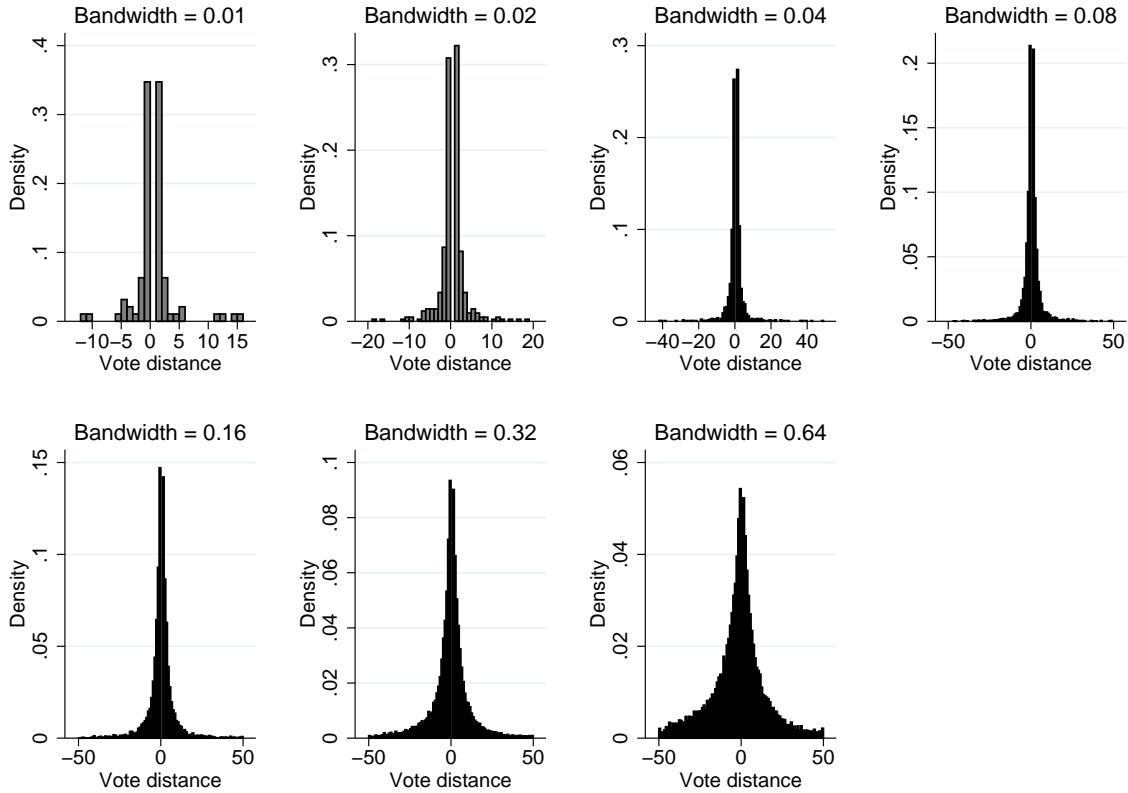 Bandwidth = 0.01
Density
0 .1 .2 .3 .4
−10 −5 0 5 10 15
Vote distance
Bandwidth = 0.02
Density
0 .1 .2 .3
−20 −10 0 10 20
Vote distance
Bandwidth = 0.04
Density
0 .1 .2 .3
−40 −20 0 20 40
Vote distance
Bandwidth = 0.08
Density
0 .05 .1 .15 .2
−50 0 50
Vote distance
Bandwidth = 0.16
Density
0 .05 .1 .15
−50 0 50
Vote distance
Bandwidth = 0.32
Density
0 .02 .04 .06 .08 .1
−50 0 50
Vote distance
Bandwidth = 0.64
Density
0 .02 .04 .06
−50 0 50
Vote distance